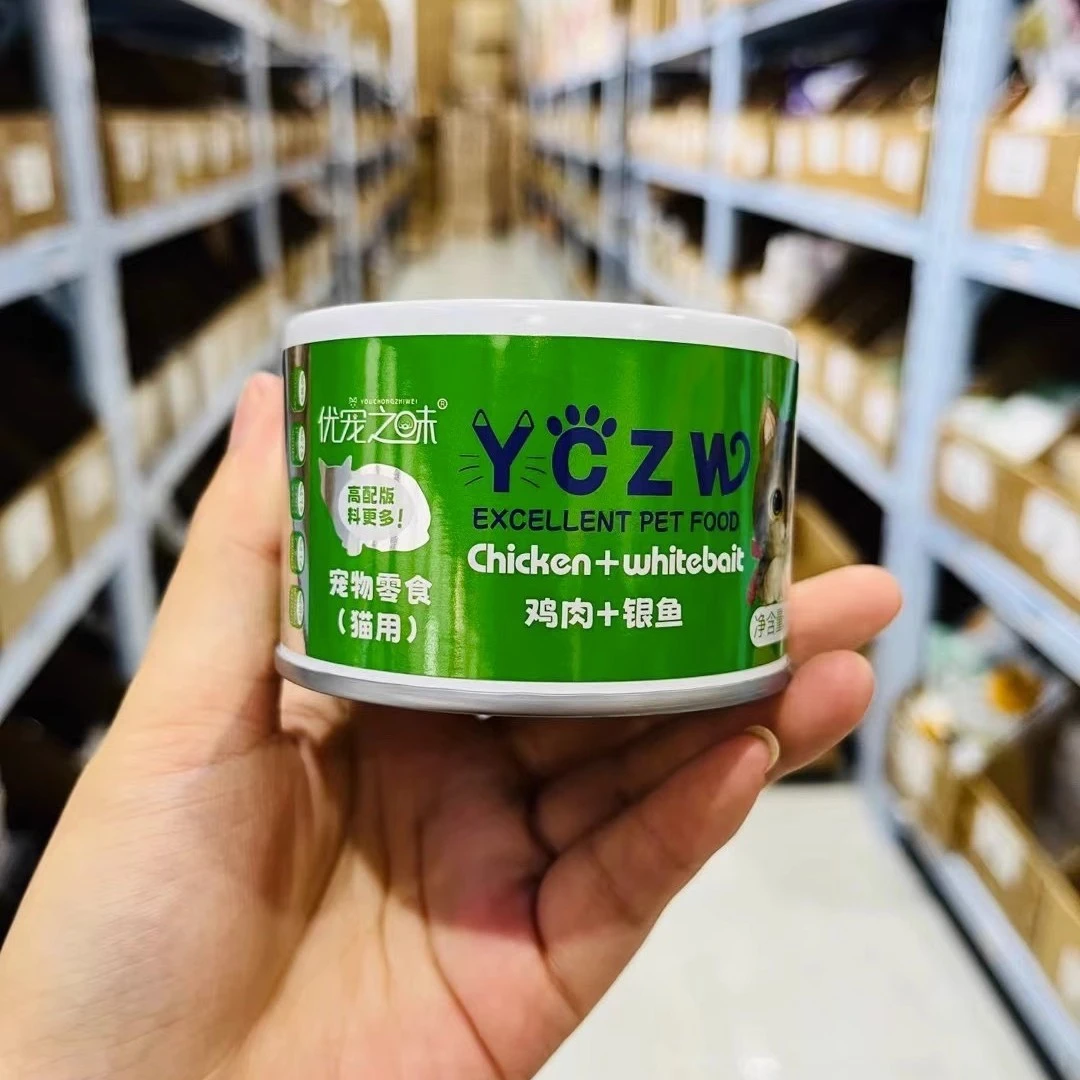 YOUCHONGZHIWEI
优宠之味®
高配版
料更多!
宠物零食
(猫用)
YCZW
EXCELLENT PET FOOD
Chicken+whitebait
鸡肉+银鱼
净含量